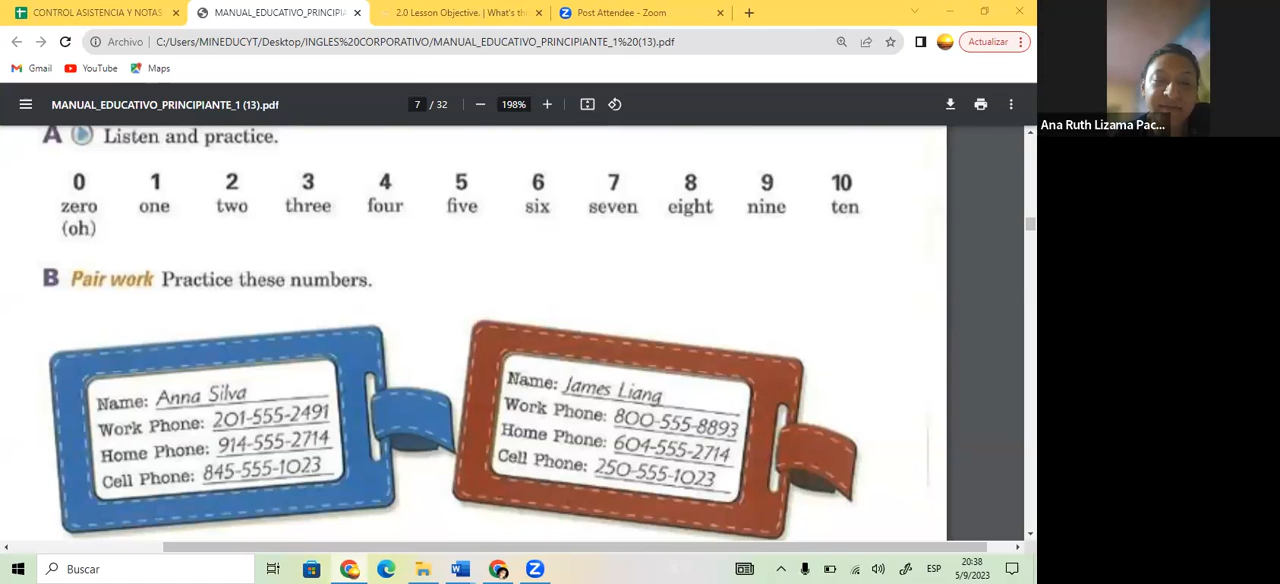 CONTROL ASISTENCIA Y NOTAS
MANUAL_EDUCATIVO_PRINCIPIA
2.0 Lesson Objective. | What's th
Post Attendee - Zoom
Archivo
C:/Users/MINEDUCYT/Desktop/INGLES%20CORPORATIVO/MANUAL_EDUCATIVO_PRINCIPIANTE_1%20(13).pdf
Actualizar
Gmail
YouTube
Maps
MANUAL_EDUCATIVO_PRINCIPIANTE_1 (13).pdf
7 / 32
198%
Ana Ruth Lizama Pac...
A Listen and practice.
0 1 2 3 4 5 6 7 8 9 10
zero one two three four five six seven eight nine ten
(oh)
B Pair work Practice these numbers.
Name: Anna Silva
Work Phone: 201-555-2491
Home Phone: 914-555-2714
Cell Phone: 845-555-1023
Name: James Liang
Work Phone: 800-555-8893
Home Phone: 604-555-2714
Cell Phone: 250-555-1023
Buscar
ESP
20:38
5/9/2023